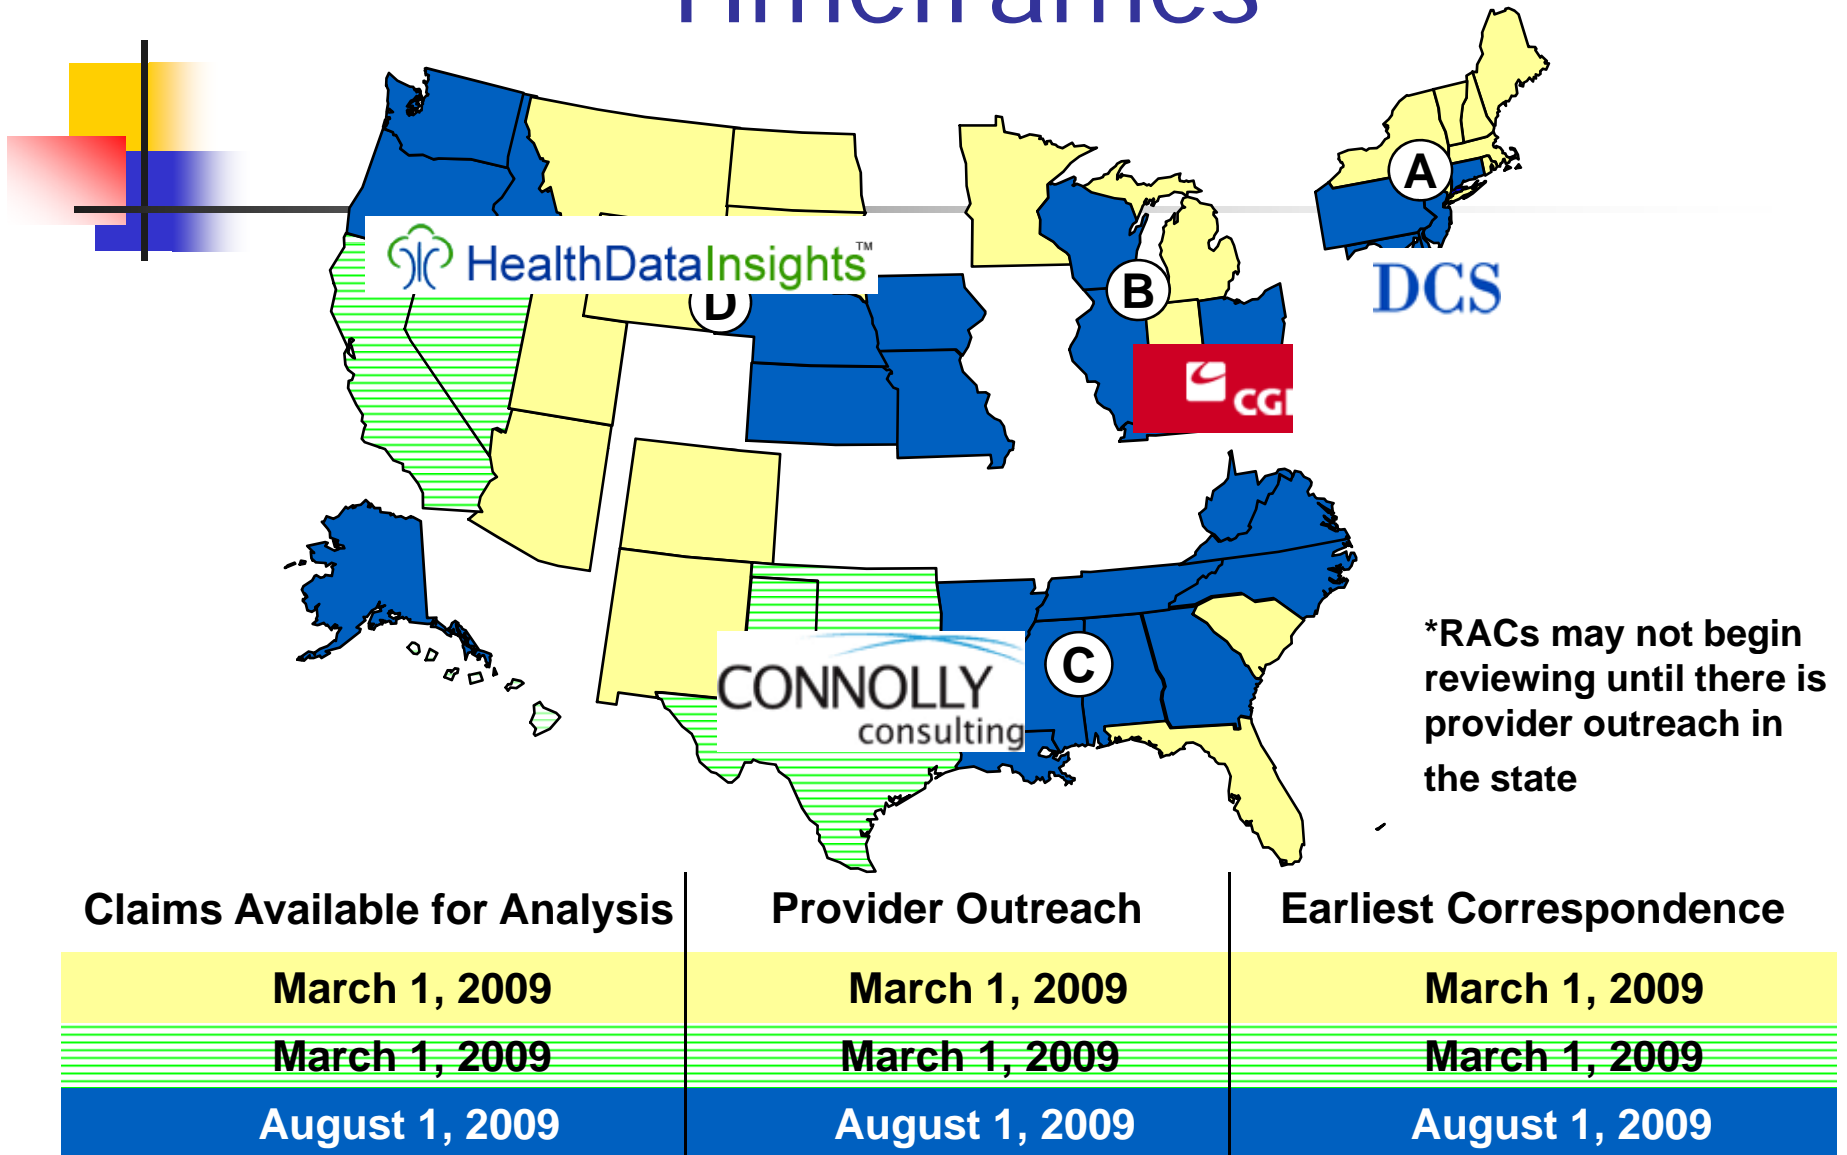 Timeframes
A
HealthDataInsights™
B
D
DCS
CGI
*RACs may not begin
reviewing until there is
provider outreach in
the state
CONNOLLY
consulting
C
Claims Available for Analysis Provider Outreach Earliest Correspondence
March 1, 2009 March 1, 2009 March 1, 2009
March 1, 2009 March 1, 2009 March 1, 2009
August 1, 2009 August 1, 2009 August 1, 2009